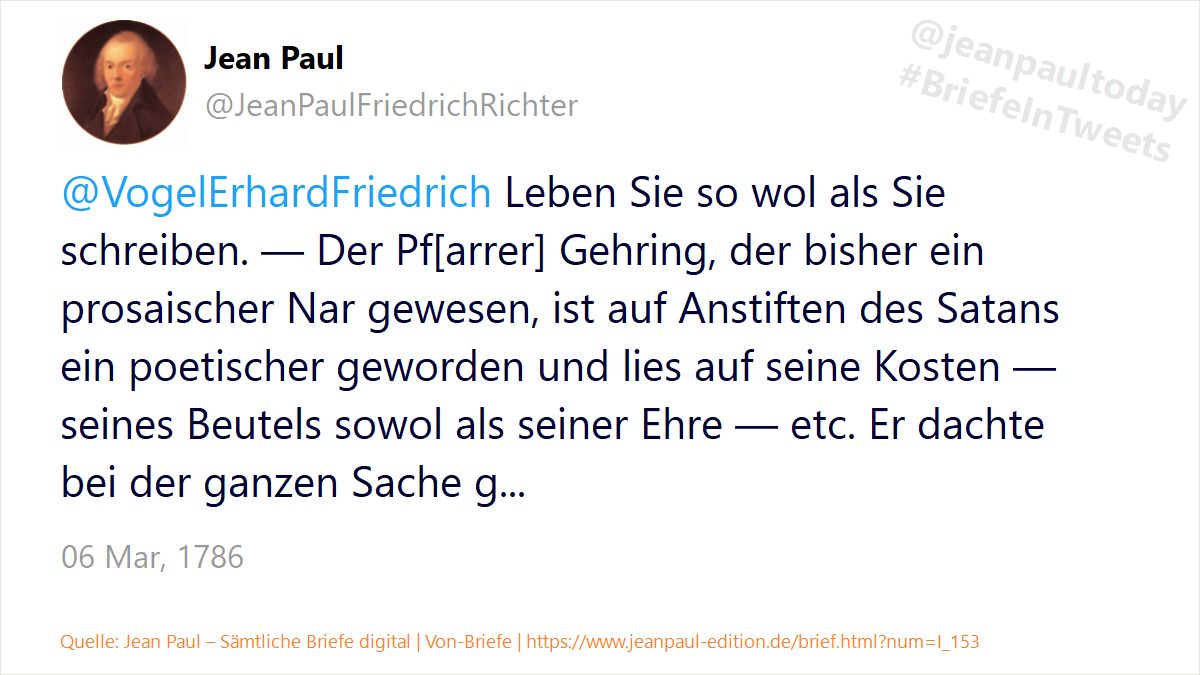 Jean Paul
@JeanPaulFriedrichRichter
@jeanpaultoday
#BriefeInTweets
@VogelErhardFriedrich Leben Sie so wol als Sie
schreiben. — Der Pf[arrer] Gehring, der bisher ein
prosaischer Nar gewesen, ist auf Anstiften des Satans
ein poetischer geworden und lies auf seine Kosten —
seines Beutels sowol als seiner Ehre — etc. Er dachte
bei der ganzen Sache g...
06 Mar, 1786
Quelle: Jean Paul – Sämtliche Briefe digital | Von-Briefe | https://www.jeanpaul-edition.de/brief.html?num=I_153